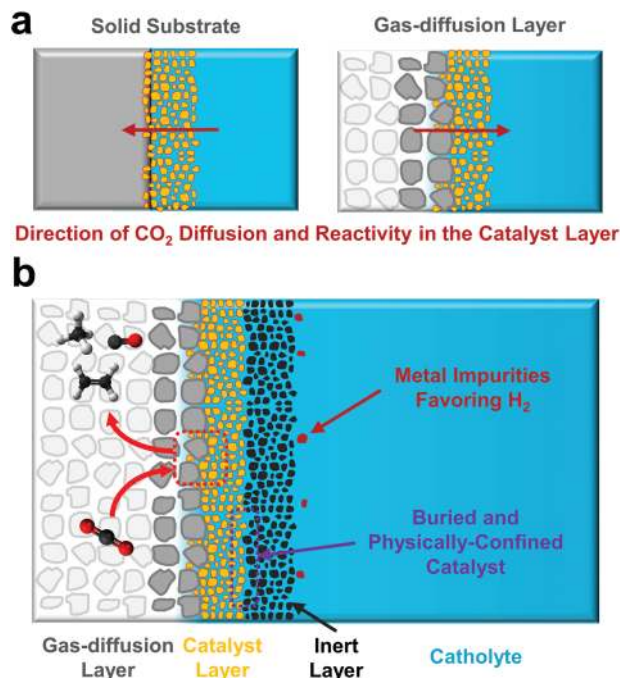 a
Solid Substrate
Gas-diffusion Layer
Direction of CO₂ Diffusion and Reactivity in the Catalyst Layer
b
Metal Impurities
Favoring H₂
Buried and
Physically-Confined
Catalyst
Gas-diffusion
Layer
Catalyst
Layer
Inert
Layer
Catholyte